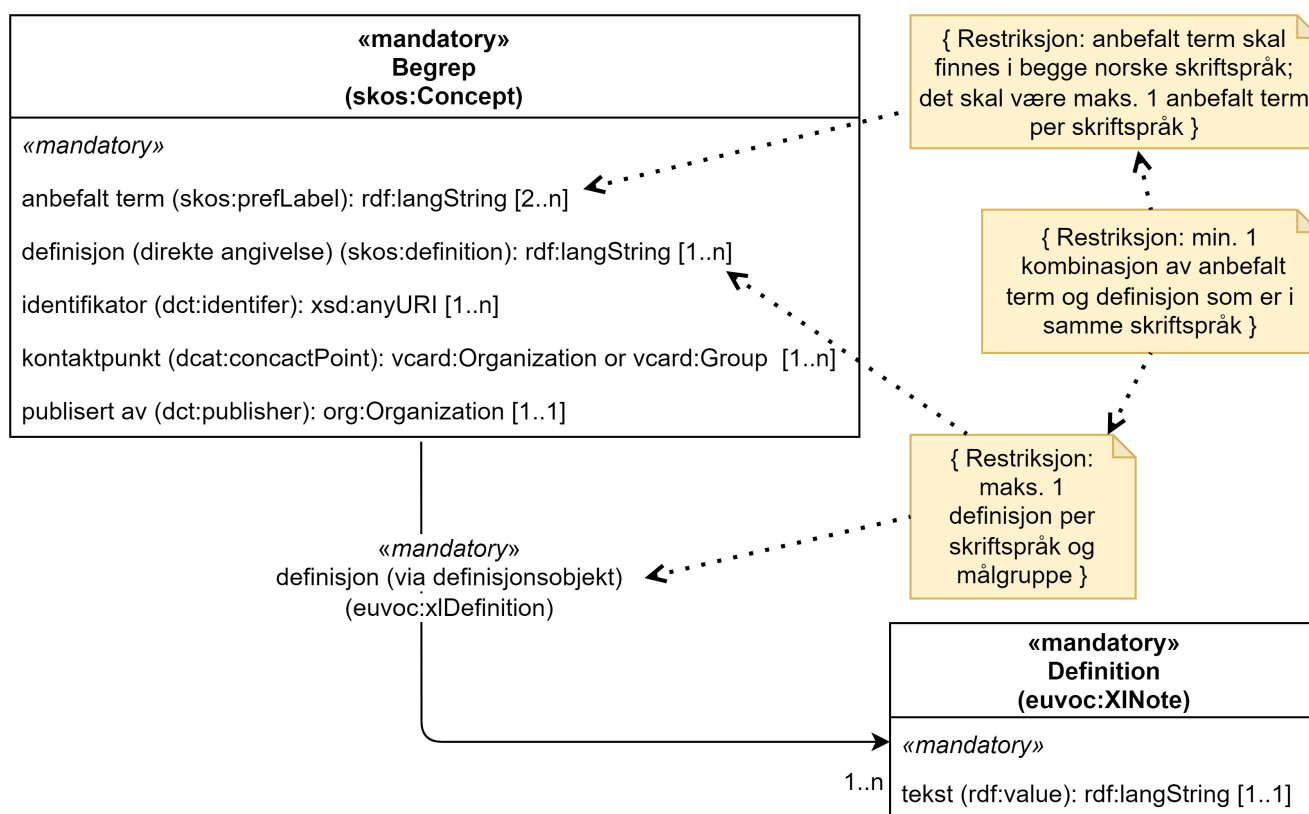 «mandatory»
Begrep
(skos:Concept)
«mandatory»
anbefalt term (skos:prefLabel): rdf:langString [2..n]
definisjon (direkte angivelse) (skos:definition): rdf:langString [1..n]
identifikator (dct:identifer): xsd:anyURI [1..n]
kontaktpunkt (dcat:concactPoint): vcard:Organization or vcard:Group  [1..n]
publisert av (dct:publisher): org:Organization [1..1]
{ Restriksjon: anbefalt term skal
finnes i begge norske skriftspråk;
det skal være maks. 1 anbefalt term
per skriftspråk }
{ Restriksjon: min. 1
kombinasjon av anbefalt
term og definisjon som er i
samme skriftspråk }
{ Restriksjon:
maks. 1
definisjon per
skriftspråk og
målgruppe }
«mandatory»
definisjon (via definisjonsobjekt)
(euvoc:xlDefinition)
1..n
«mandatory»
Definition
(euvoc:XlNote)
«mandatory»
tekst (rdf:value): rdf:langString [1..1]